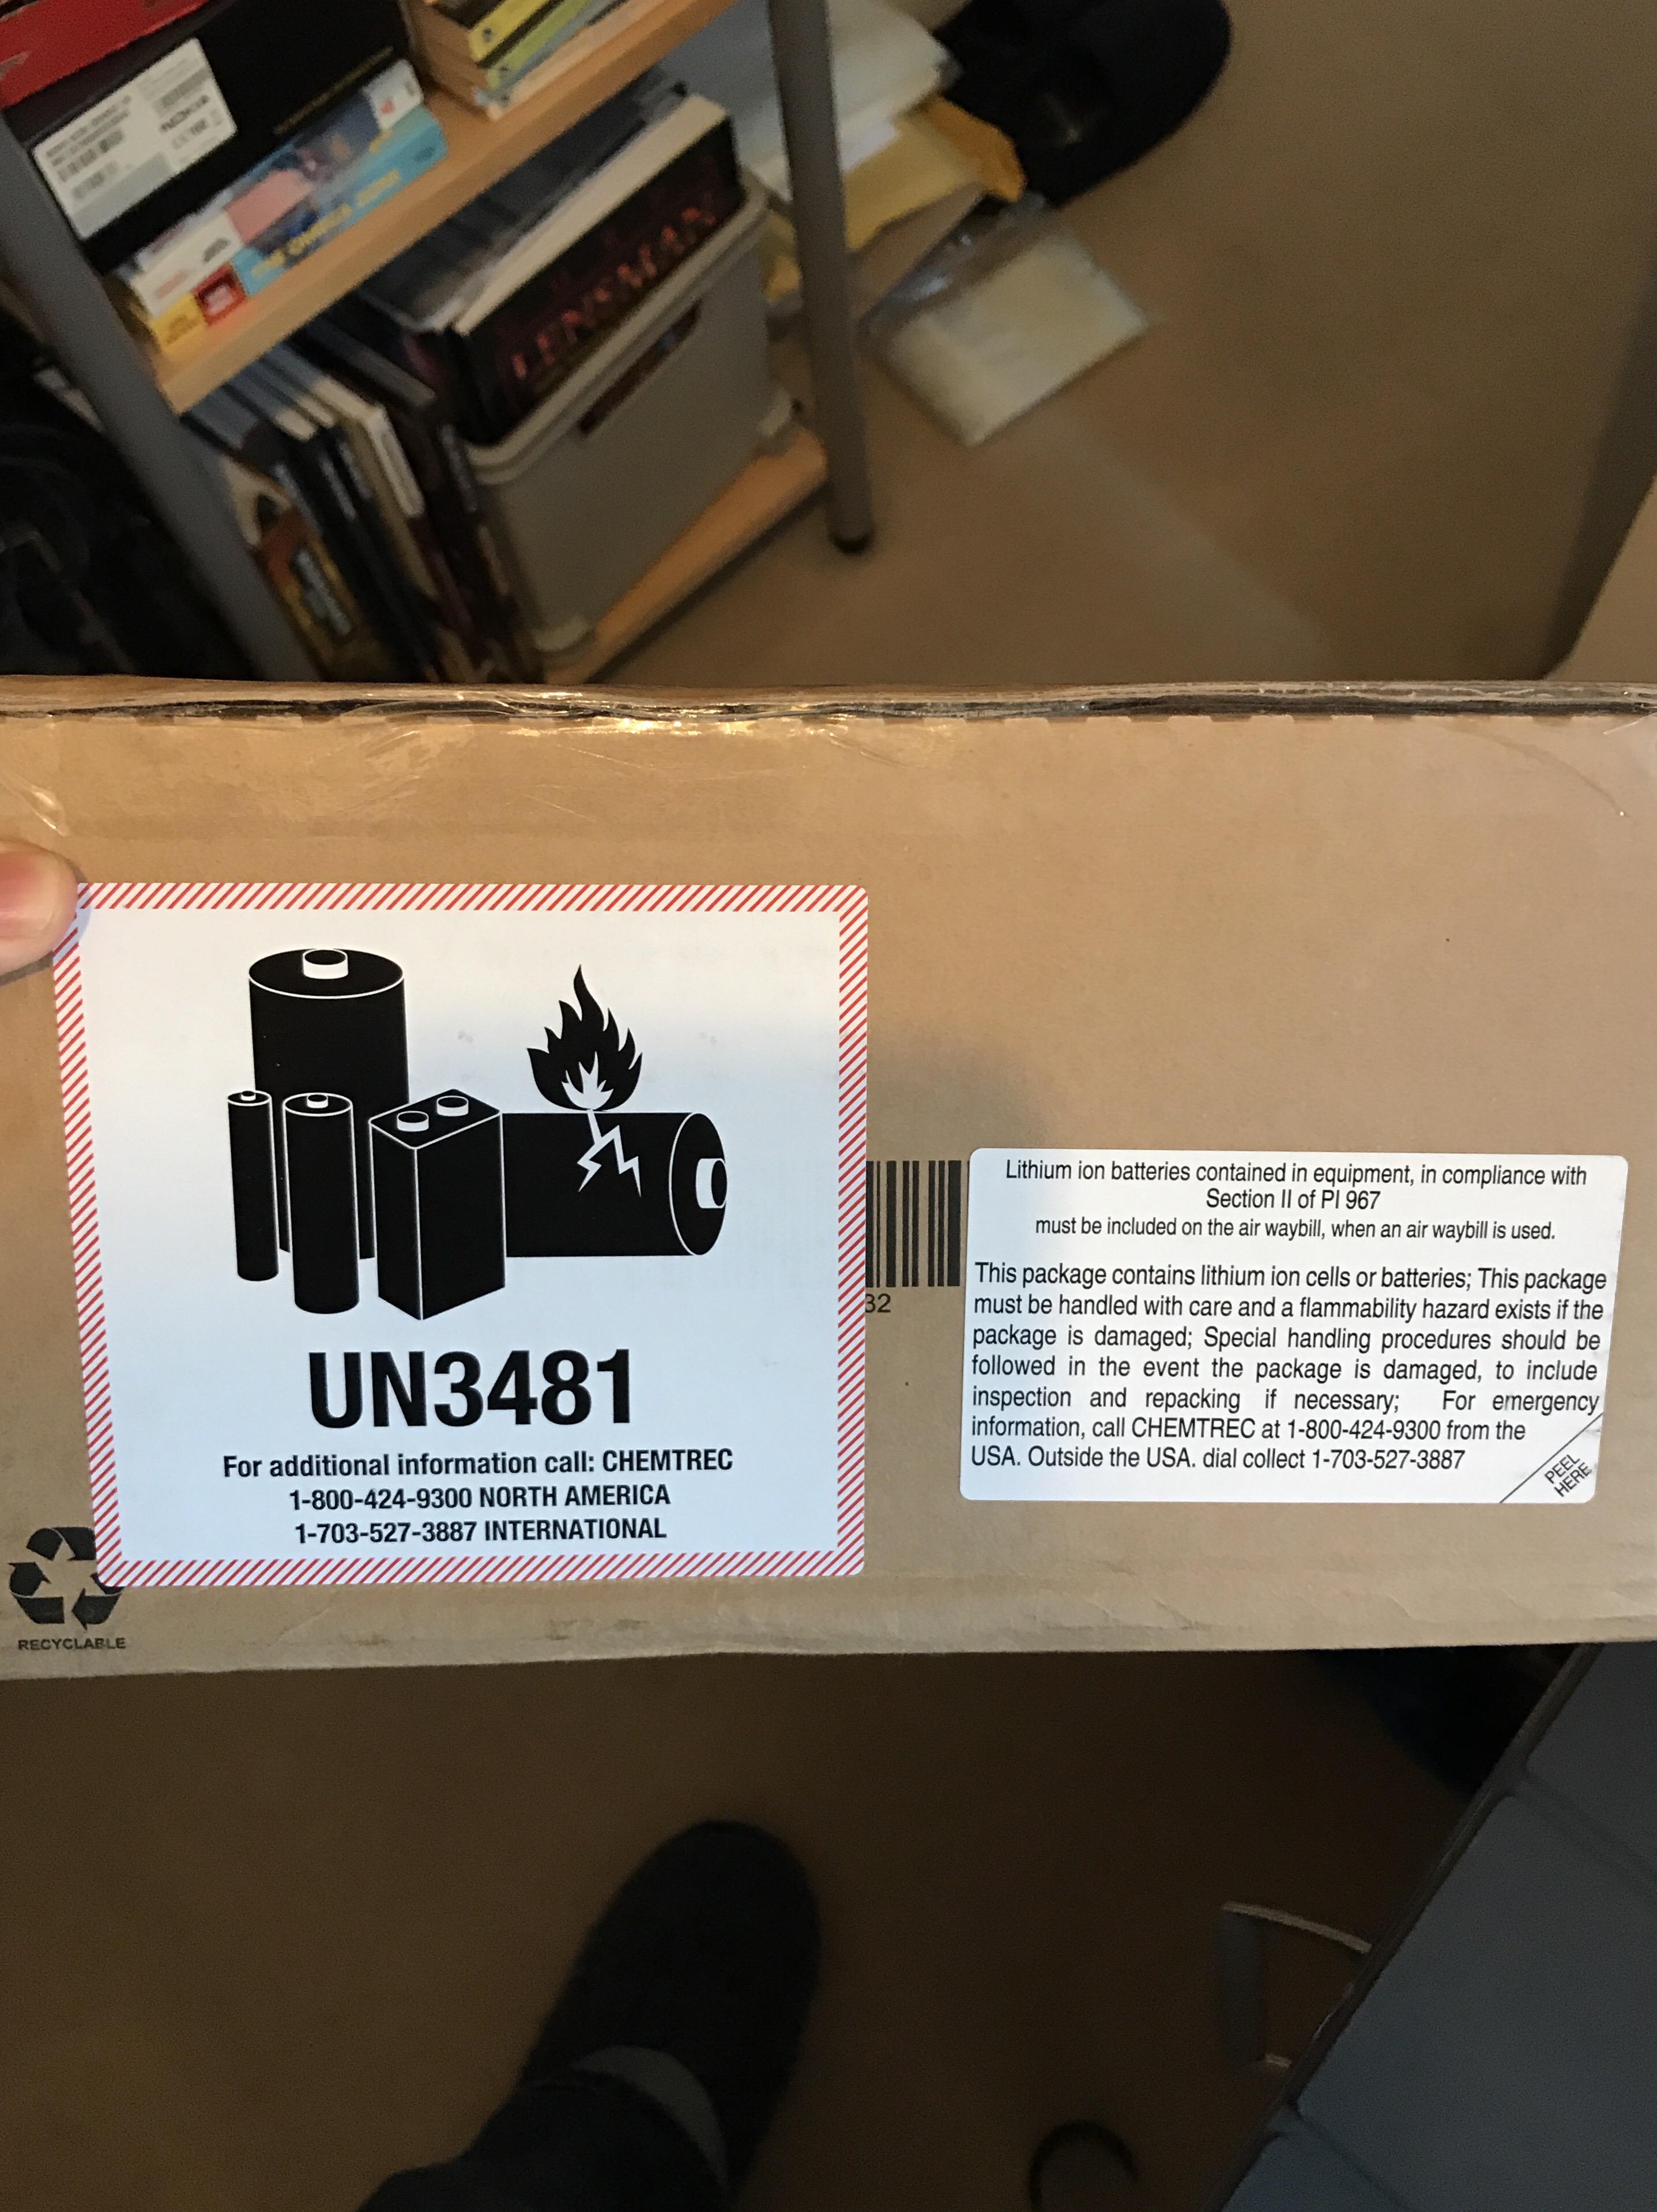 NOKIA
THE OMEGA
LENSMAN
UN3481
For additional information call: CHEMTREC
1-800-424-9300 NORTH AMERICA
1-703-527-3887 INTERNATIONAL
32
Lithium ion batteries contained in equipment, in compliance with
Section II of PI 967
must be included on the air waybill, when an air waybill is used.
This package contains lithium ion cells or batteries; This package
must be handled with care and a flammability hazard exists if the
package is damaged; Special handling procedures should be
followed in the event the package is damaged, to include
inspection and repacking if necessary; For emergency
information, call CHEMTREC at 1-800-424-9300 from the
USA. Outside the USA. dial collect 1-703-527-3887
PEEL
HERE
RECYCLABLE